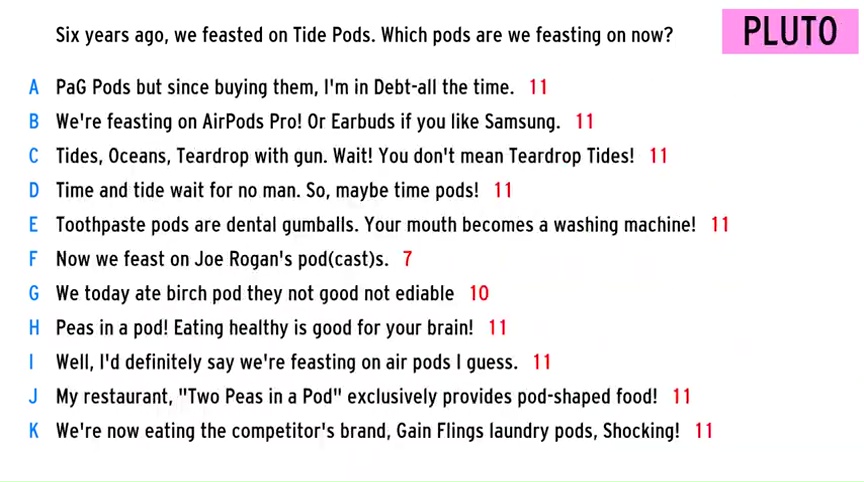 Six years ago, we feasted on Tide Pods. Which pods are we feasting on now?
PLUTO
A PaG Pods but since buying them, I'm in Debt-all the time. 11
B We're feasting on AirPods Pro! Or Earbuds if you like Samsung. 11
C Tides, Oceans, Teardrop with gun. Wait! You don't mean Teardrop Tides! 11
D Time and tide wait for no man. So, maybe time pods! 11
E Toothpaste pods are dental gumballs. Your mouth becomes a washing machine! 11
F Now we feast on Joe Rogan's pod(cast)s. 7
G We today ate birch pod they not good not ediable 10
H Peas in a pod! Eating healthy is good for your brain! 11
I Well, I'd definitely say we're feasting on air pods I guess. 11
J My restaurant, "Two Peas in a Pod" exclusively provides pod-shaped food! 11
K We're now eating the competitor's brand, Gain Flings laundry pods, Shocking! 11